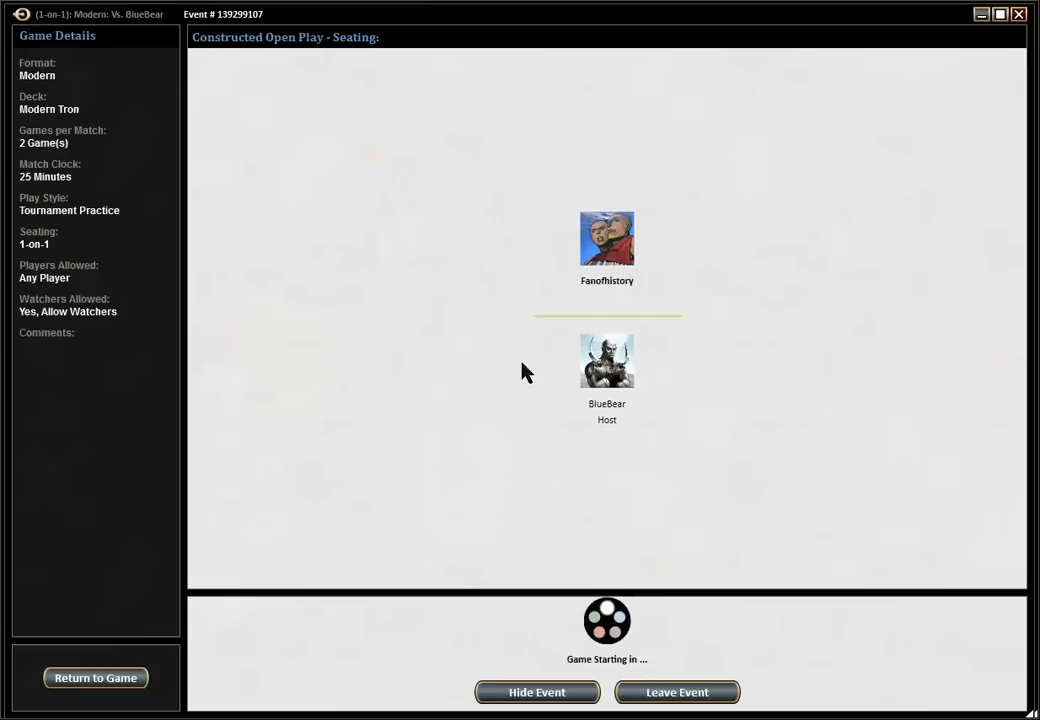 (1-on-1): Modern: Vs. BlueBear
Event # 139299107
Game Details
Format:
Modern
Deck:
Modern Tron
Games per Match:
2 Game(s)
Match Clock:
25 Minutes
Play Style:
Tournament Practice
Seating:
1-on-1
Players Allowed:
Any Player
Watchers Allowed:
Yes, Allow Watchers
Comments:
Return to Game
Constructed Open Play - Seating:
Fanofhistory
BlueBear
Host
Game Starting in ...
Hide Event
Leave Event